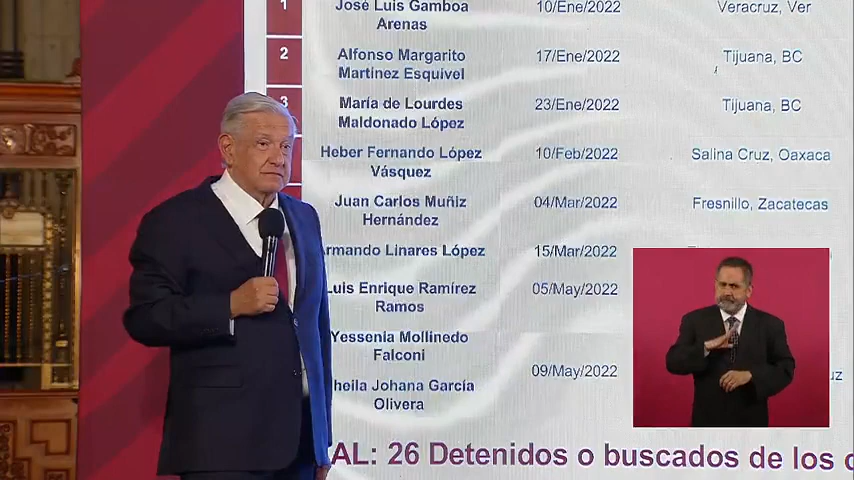 1
José Luis Gamboa
Arenas
10/Ene/2022
Veracruz, Ver
2
Alfonso Margarito
Martínez Esquivel
17/Ene/2022
Tijuana, BC
3
María de Lourdes
Maldonado López
23/Ene/2022
Tijuana, BC
Heber Fernando López
Vásquez
10/Feb/2022
Salina Cruz, Oaxaca
Juan Carlos Muñiz
Hernández
04/Mar/2022
Fresnillo, Zacatecas
rmando Linares López
15/Mar/2022
Luis Enrique Ramírez
Ramos
05/May/2022
Yessenia Mollinedo
Falconi
heila Johana García
Olivera
09/May/2022
uz
AL: 26 Detenidos o buscados de los